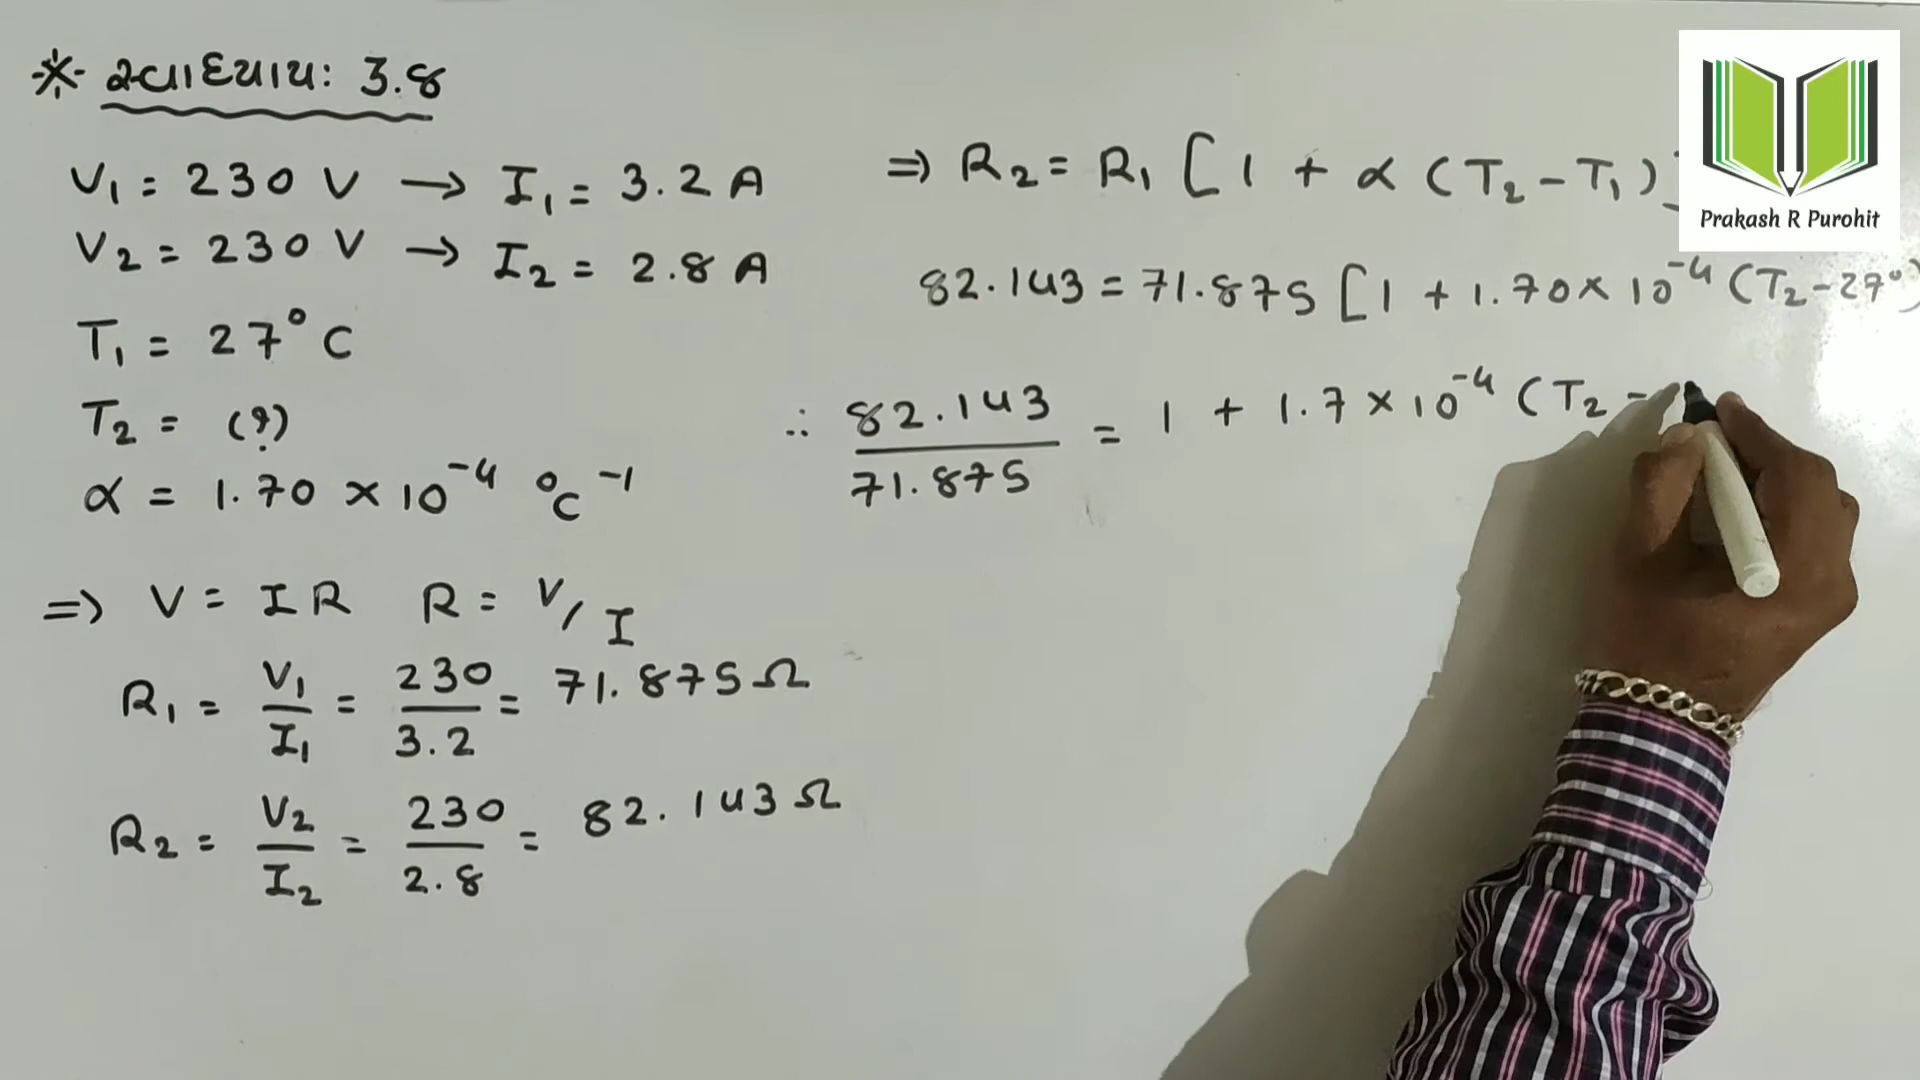 * સ્વાધ્યાય: 3.8
V₁ = 230 V → I₁ = 3.2 A
V₂ = 230 V → I₂ = 2.8 A
T₁ = 27°C
T₂ = (?)
α = 1.70 × 10⁻⁴ °C⁻¹
⇒ V = IR R = V/I
R₁ = V₁/I₁ = 230/3.2 = 71.875 Ω
R₂ = V₂/I₂ = 230/2.8 = 82.143 Ω
⇒ R₂ = R₁ [1 + α (T₂ - T₁)]
82.143 = 71.875 [1 + 1.70 × 10⁻⁴ (T₂ - 27°)
∴ 82.143/71.875 = 1 + 1.7 × 10⁻⁴ (T₂ -
Prakash R Purohit